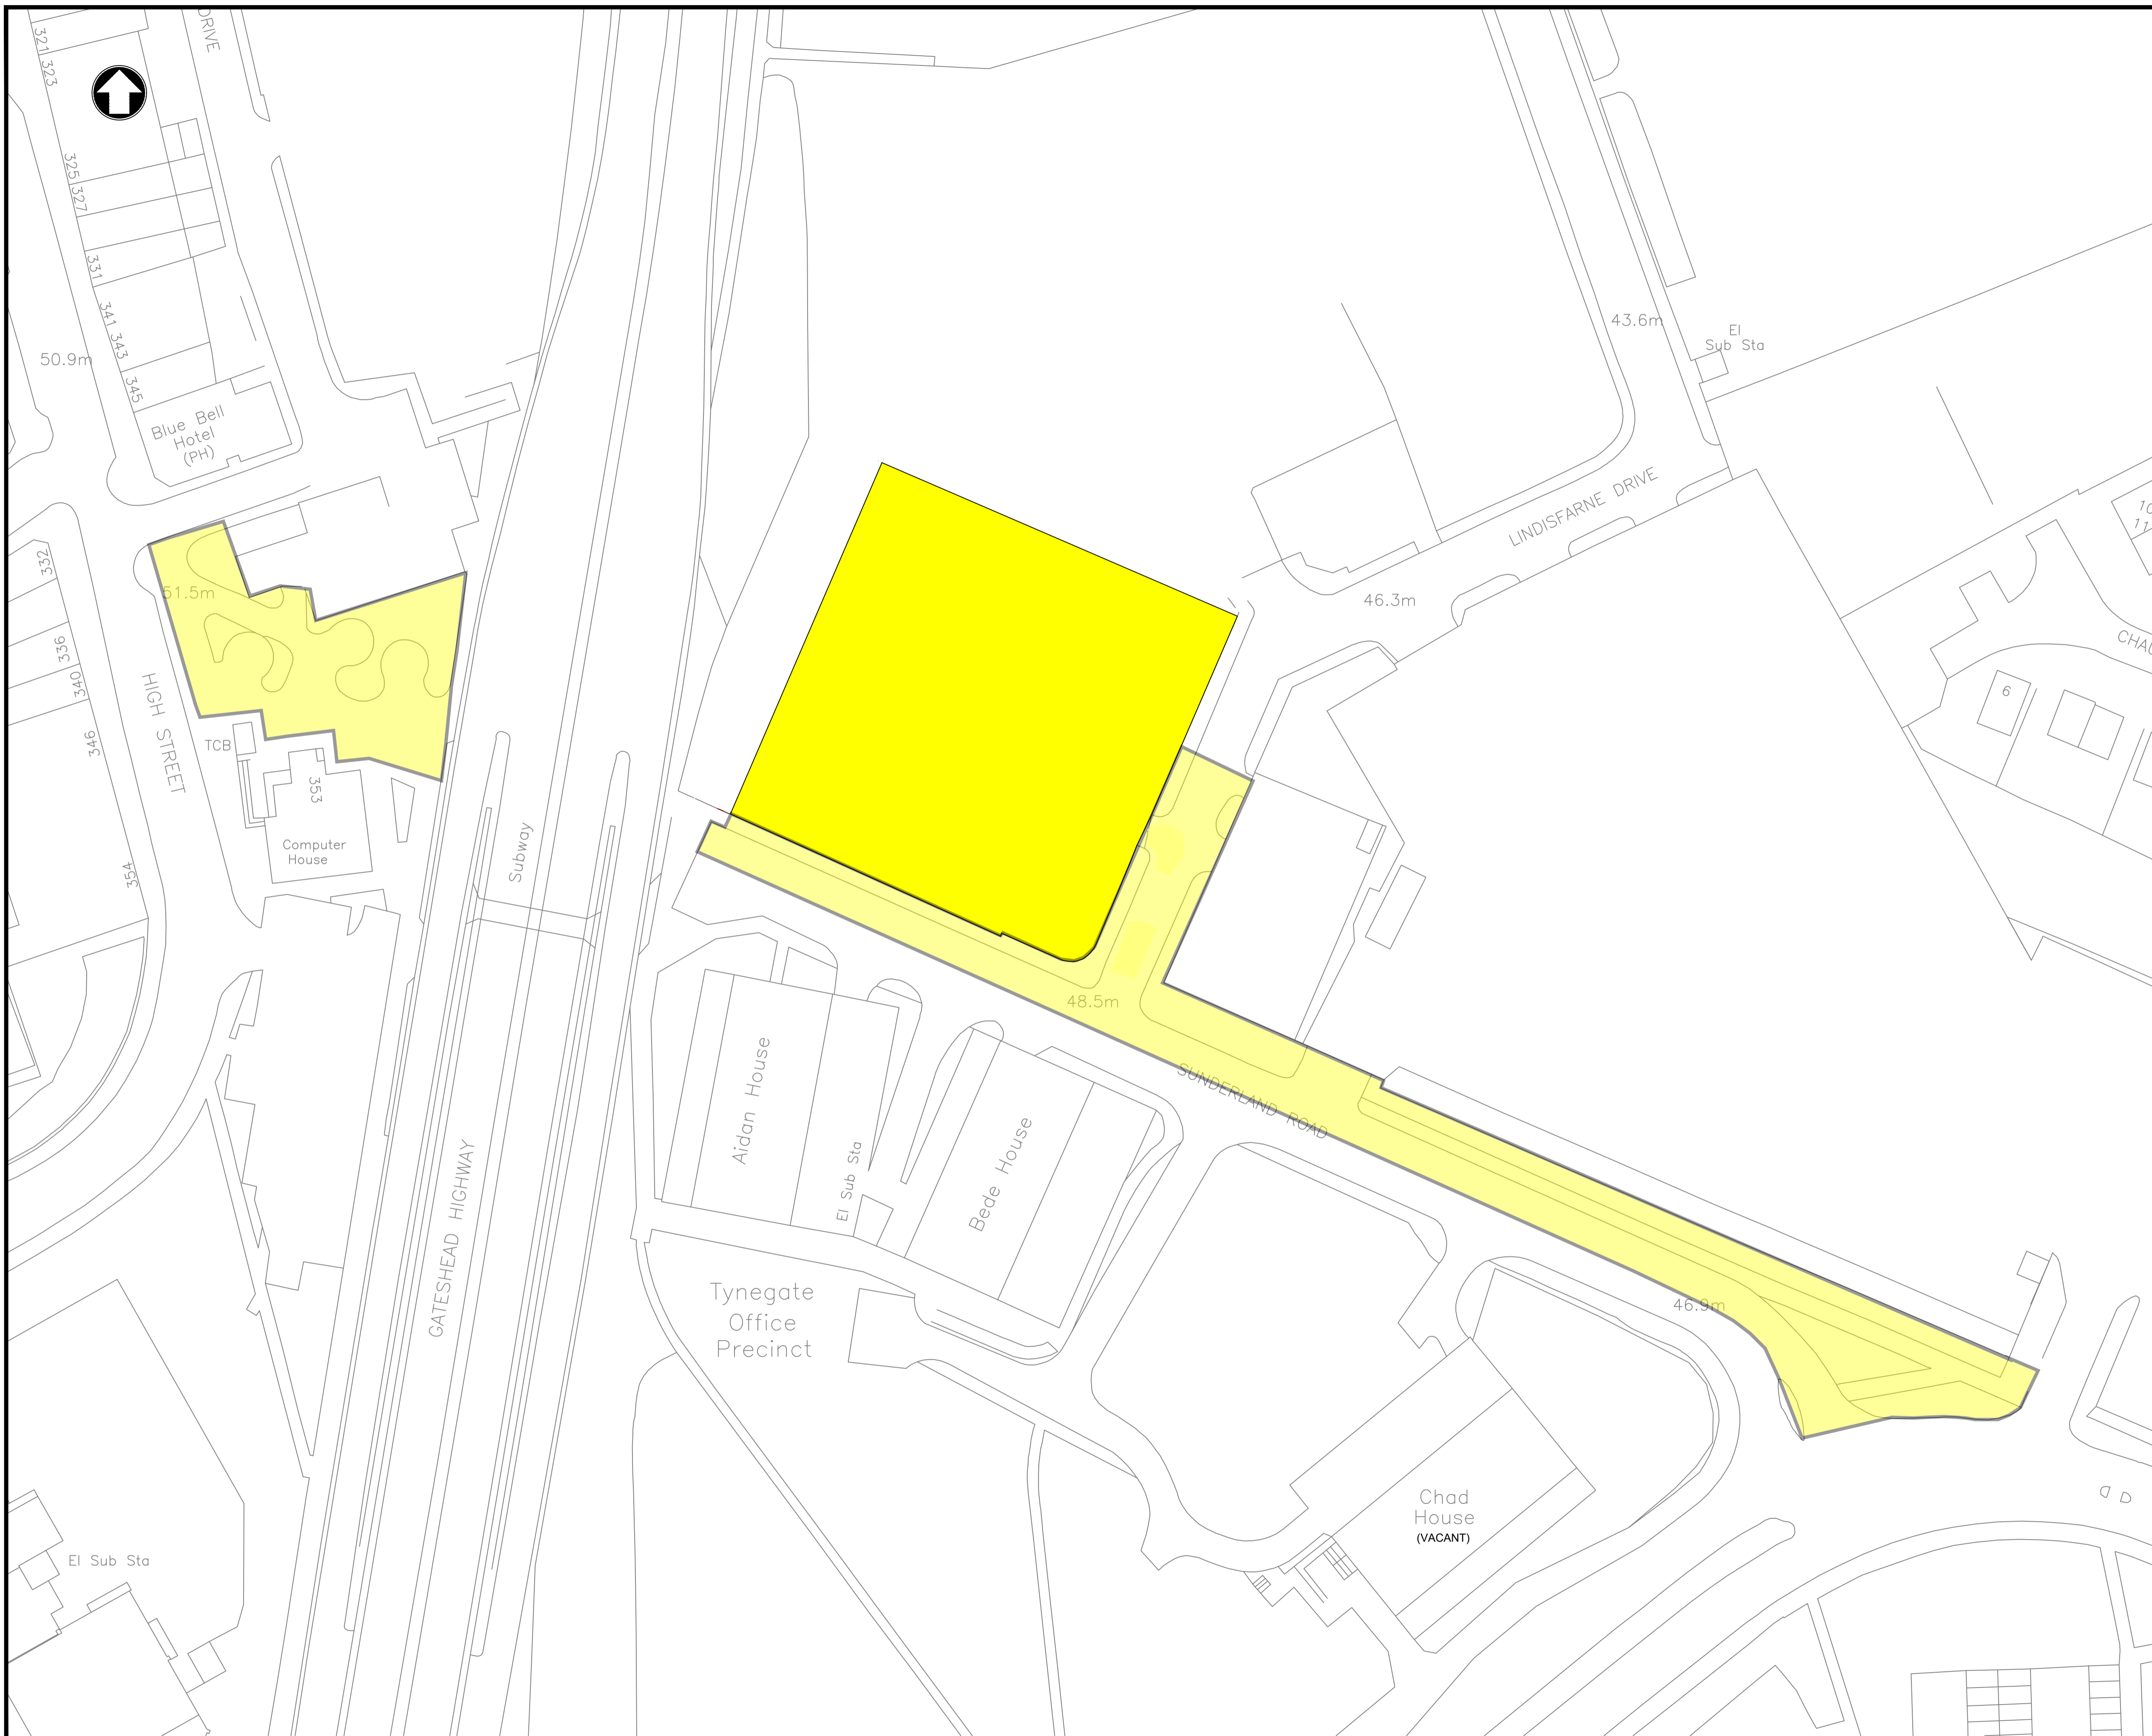 DRIVE
321
323
325
327
331
341
343
345
50.9m
Blue Bell
Hotel
(PH)
43.6m
El
Sub Sta
LINDISFARNE DRIVE
46.3m
332
336
340
346
354
51.5m
HIGH STREET
TCB
353
Computer
House
Subway
6
48.5m
SUNDERLAND ROAD
Aidan House
El Sub Sta
Bede House
GATESHEAD HIGHWAY
Tynegate
Office
Precinct
46.9m
Chad
House
(VACANT)
El Sub Sta